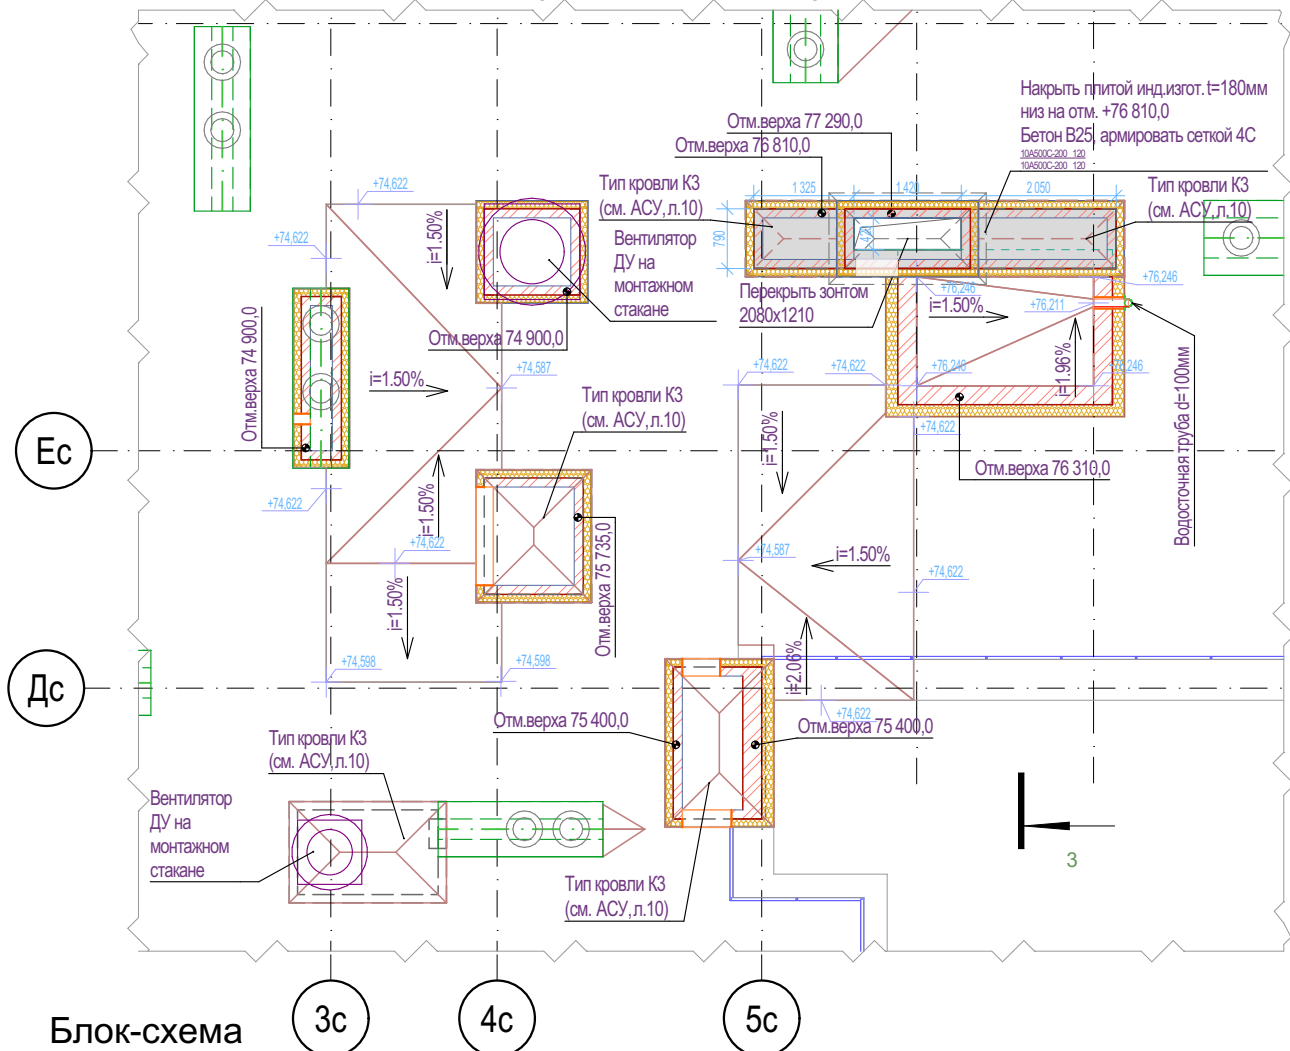 Накрыть плитой инд.изгот. t=180мм
низ на отм. +76 810,0
Бетон В25, армировать сеткой 4С
10А500С-200 120
10А500С-200 120
Отм.верха 77 290,0
Отм.верха 76 810,0
Тип кровли К3
(см. АСУ, л.10)
Тип кровли К3
(см. АСУ, л.10)
1 325
1 420
2 050
790
420
+74,622
+74,622
i=1.50%
Вентилятор
ДУ на
монтажном
стакане
Перекрыть зонтом
2080х1210
+76,246
+76,246
+76,211
i=1.50%
i=1.96%
Отм.верха 74 900,0
Отм.верха 74 900,0
i=1.50%
+74,587
Тип кровли К3
(см. АСУ, л.10)
+74,622
+74,622
+76,246
+76,246
+74,622
i=1.50%
Водосточная труба d=100мм
Отм.верха 76 310,0
Ес
+74,622
i=1.50%
+74,622
i=1.50%
Отм.верха 75 735,0
+74,587
i=1.50%
+74,622
i=2.06%
Дс
+74,598
+74,598
+74,622
Отм.верха 75 400,0
Отм.верха 75 400,0
Тип кровли К3
(см. АСУ, л.10)
Вентилятор
ДУ на
монтажном
стакане
Тип кровли К3
(см. АСУ, л.10)
3
3с
4с
5с
Блок-схема